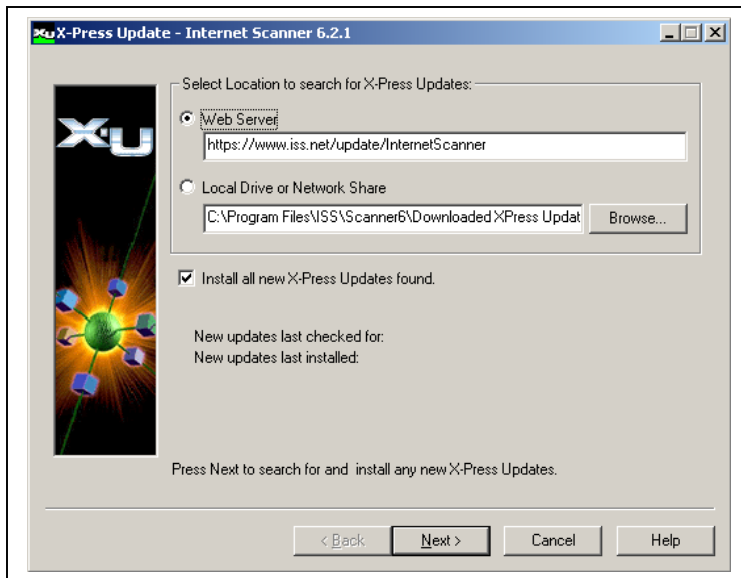 X-Press Update - Internet Scanner 6.2.1
Select Location to search for X-Press Updates:
X-U
Web Server
https://www.iss.net/update/InternetScanner
Local Drive or Network Share
C:\Program Files\ISS\Scanner6\Downloaded XPress Updat
Browse...
Install all new X-Press Updates found.
New updates last checked for:
New updates last installed:
Press Next to search for and install any new X-Press Updates.
< Back Next > Cancel Help